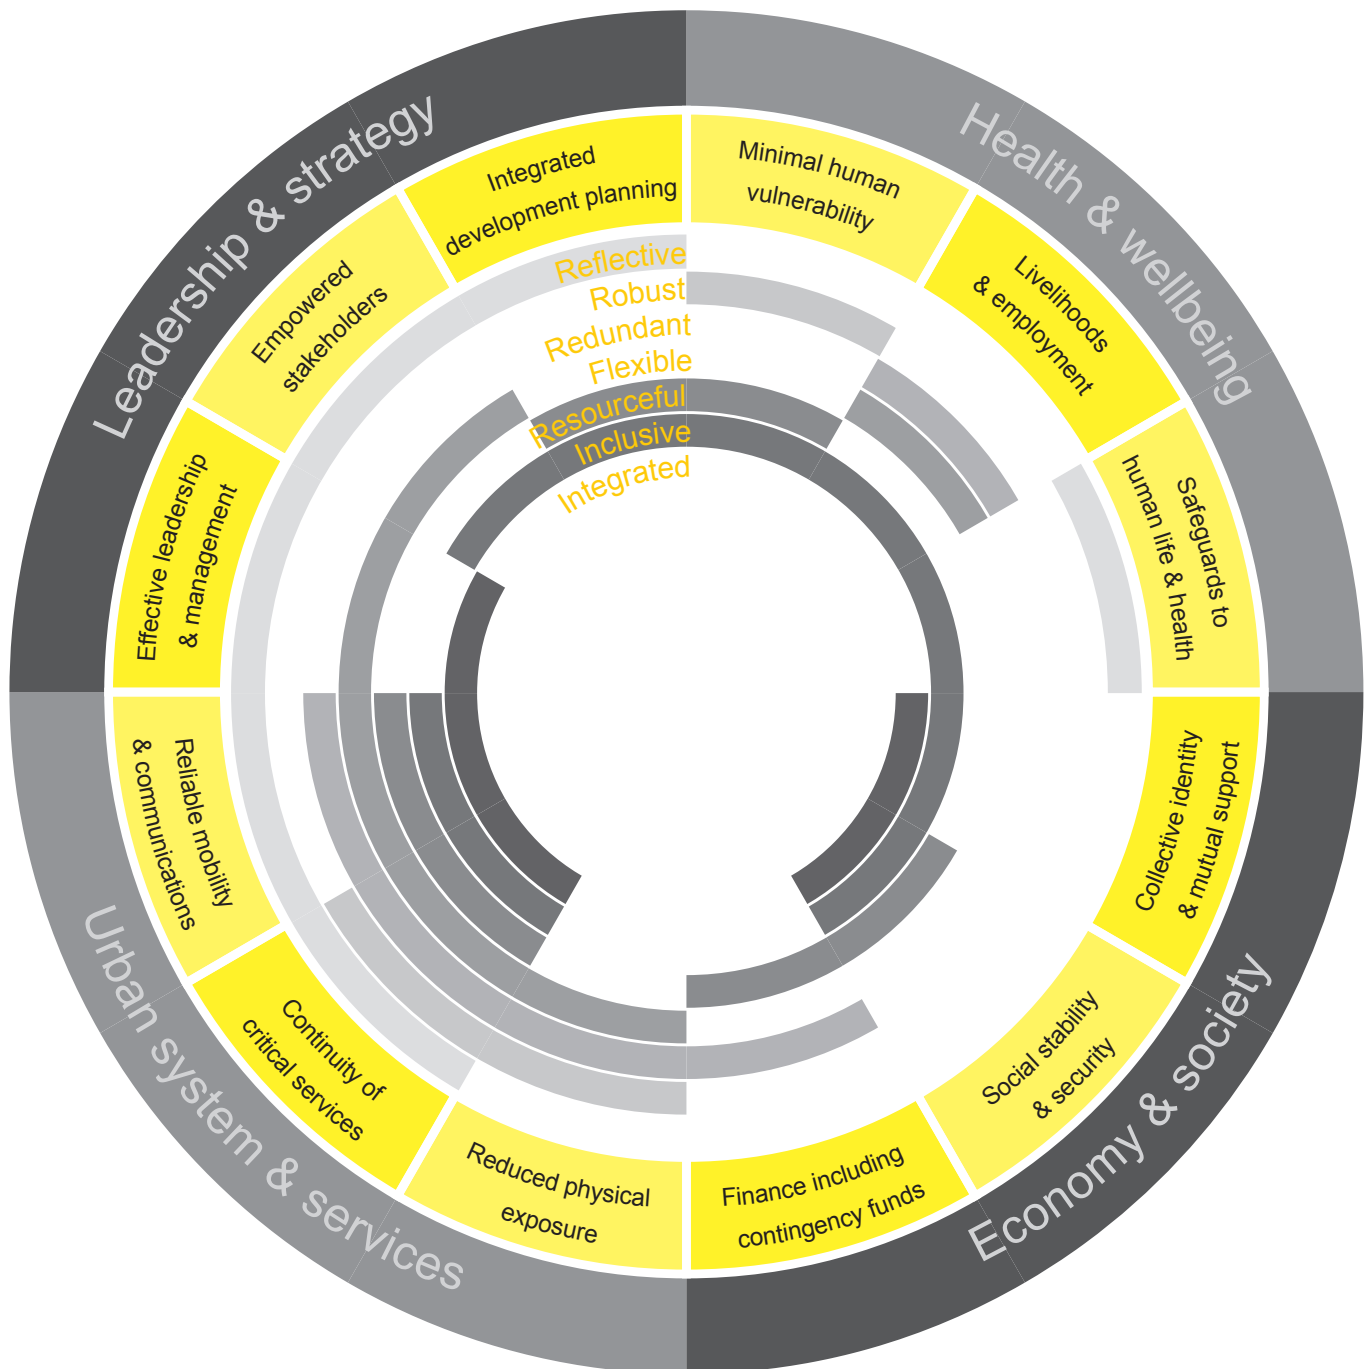 Leadership & strategy
Health & wellbeing
Economy & society
Urban system & services
Integrated
development planning
Minimal human
vulnerability
Livelihoods
& employment
Safeguards to
human life & health
Collective identity
& mutual support
Social stability
& security
Finance including
contingency funds
Reduced physical
exposure
Continuity of
critical services
Reliable mobility
& communications
Effective leadership
& management
Empowered
stakeholders
Reflective
Robust
Redundant
Flexible
Resourceful
Inclusive
Integrated